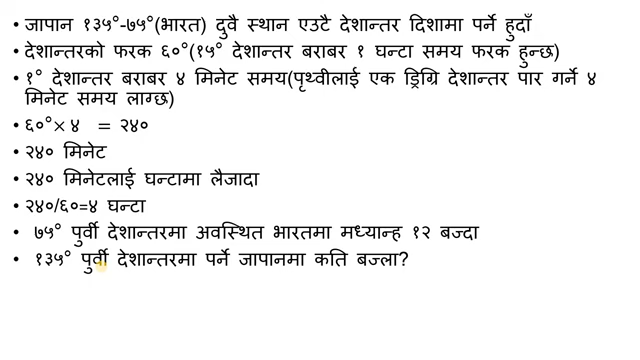 • जापान १३५°-७५°(भारत) दुवै स्थान एउटै देशान्तर दिशामा पर्ने हुदाँ
• देशान्तरको फरक ६०°(१५° देशान्तर बराबर १ घन्टा समय फरक हुन्छ)
• १° देशान्तर बराबर ४ मिनेट समय(पृथ्वीलाई एक ड्रिग्रि देशान्तर पार गर्ने ४
मिनेट समय लाग्छ)
• ६०°× ४ = २४०
• २४० मिनेट
• २४० मिनेटलाई घन्टामा लैजादा
• २४०/६०=४ घन्टा
• ७५° पुर्वी देशान्तरमा अवस्थित भारतमा मध्यान्ह १२ बज्दा
• १३५° पुर्वी देशान्तरमा पर्ने जापानमा कति बज्ला?